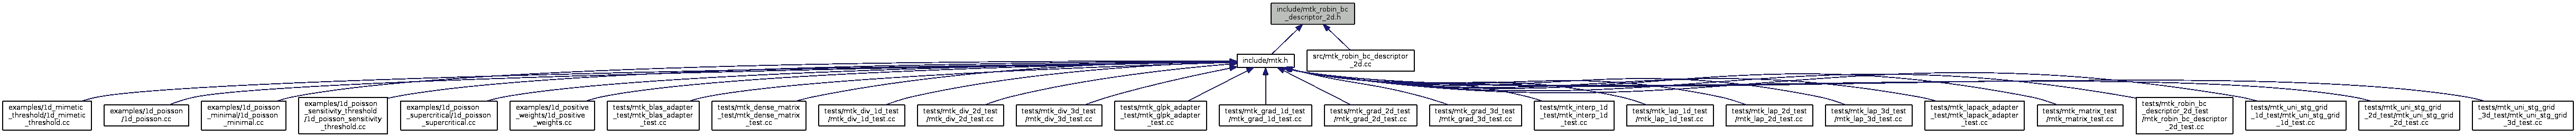 include/mtk_robin_bc
_descriptor_2d.h
include/mtk.h
src/mtk_robin_bc_descriptor
_2d.cc
examples/1d_mimetic
_threshold/1d_mimetic
_threshold.cc
examples/1d_poisson
/1d_poisson.cc
examples/1d_poisson
_minimal/1d_poisson
_minimal.cc
examples/1d_poisson
_sensitivity_threshold
/1d_poisson_sensitivity
_threshold.cc
examples/1d_poisson
_supercritical/1d_poisson
_supercritical.cc
examples/1d_positive
_weights/1d_positive
_weights.cc
tests/mtk_blas_adapter
_test/mtk_blas_adapter
_test.cc
tests/mtk_dense_matrix
_test/mtk_dense_matrix
_test.cc
tests/mtk_div_1d_test
/mtk_div_1d_test.cc
tests/mtk_div_2d_test
/mtk_div_2d_test.cc
tests/mtk_div_3d_test
/mtk_div_3d_test.cc
tests/mtk_glpk_adapter
_test/mtk_glpk_adapter
_test.cc
tests/mtk_grad_1d_test
/mtk_grad_1d_test.cc
tests/mtk_grad_2d_test
/mtk_grad_2d_test.cc
tests/mtk_grad_3d_test
/mtk_grad_3d_test.cc
tests/mtk_interp_1d
_test/mtk_interp_1d
_test.cc
tests/mtk_lap_1d_test
/mtk_lap_1d_test.cc
tests/mtk_lap_2d_test
/mtk_lap_2d_test.cc
tests/mtk_lap_3d_test
/mtk_lap_3d_test.cc
tests/mtk_lapack_adapter
_test/mtk_lapack_adapter
_test.cc
tests/mtk_matrix_test
/mtk_matrix_test.cc
tests/mtk_robin_bc
_descriptor_2d_test
/mtk_robin_bc_descriptor
_2d_test.cc
tests/mtk_uni_stg_grid
_1d_test/mtk_uni_stg_grid
_1d_test.cc
tests/mtk_uni_stg_grid
_2d_test/mtk_uni_stg_grid
_2d_test.cc
tests/mtk_uni_stg_grid
_3d_test/mtk_uni_stg_grid
_3d_test.cc